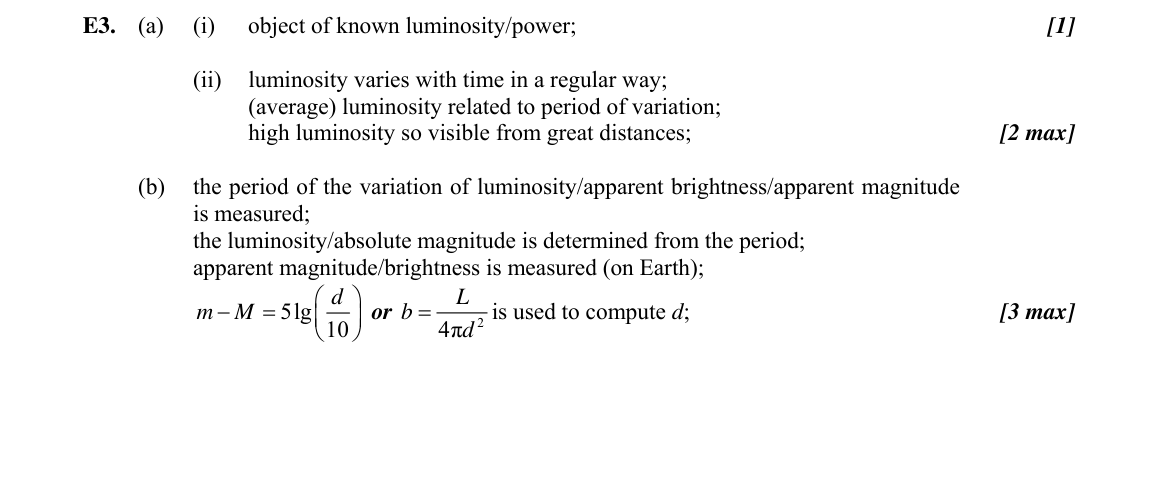 E3. (a) (i) object of known luminosity/power; [1]
(ii) luminosity varies with time in a regular way;
(average) luminosity related to period of variation;
high luminosity so visible from great distances; [2 max]
(b) the period of the variation of luminosity/apparent brightness/apparent magnitude
is measured;
the luminosity/absolute magnitude is determined from the period;
apparent magnitude/brightness is measured (on Earth);
m − M = 5 lg(d/10) or b = L/4πd² is used to compute d; [3 max]